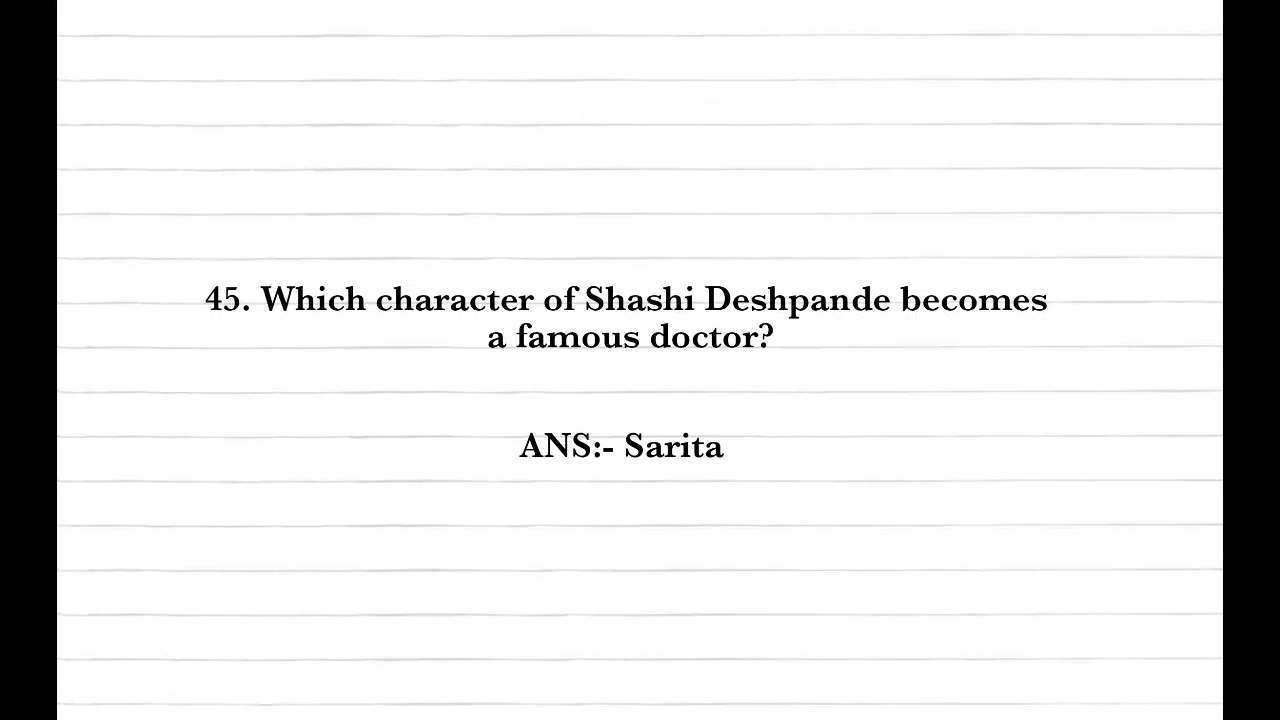 45. Which character of Shashi Deshpande becomes
a famous doctor?
ANS:- Sarita